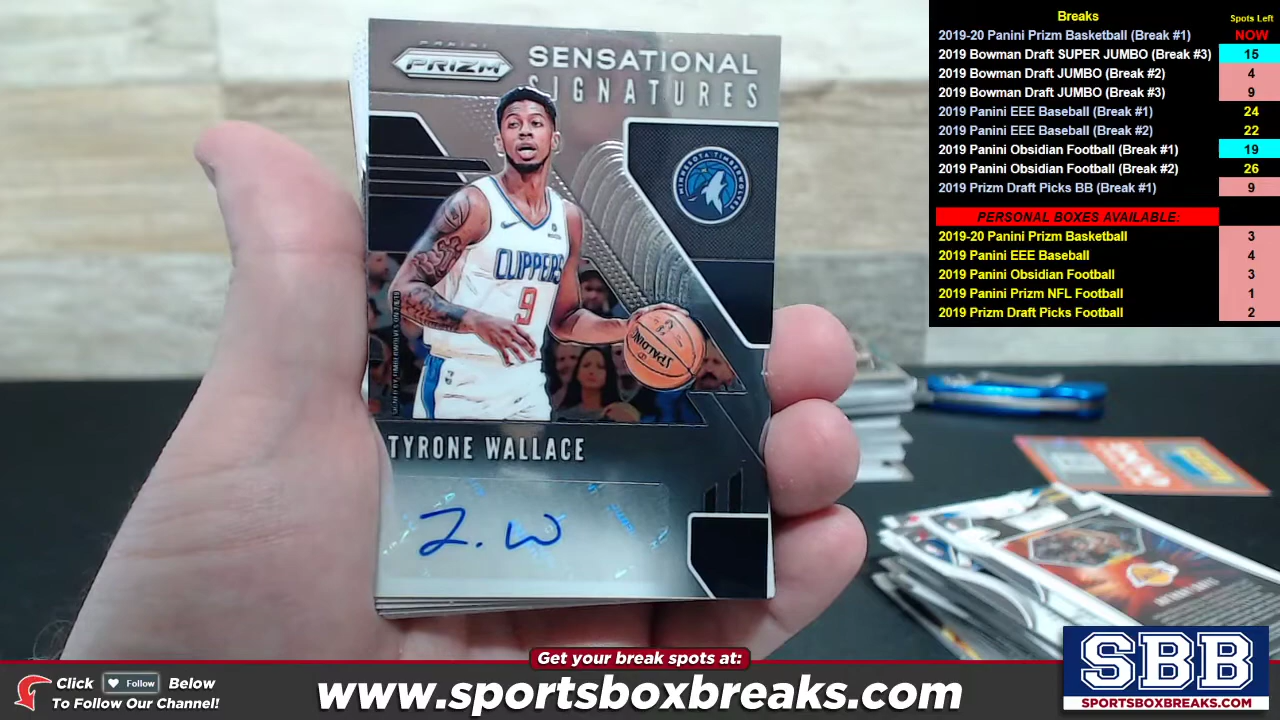 PANINI
PRIZM
SENSATIONAL
SIGNATURES
MINNESOTA TIMBERWOLVES
CLIPPERS
9
SPALDING
TYRONE WALLACE
T. W
Breaks Spots Left
2019-20 Panini Prizm Basketball (Break #1) NOW
2019 Bowman Draft SUPER JUMBO (Break #3) 15
2019 Bowman Draft JUMBO (Break #2) 4
2019 Bowman Draft JUMBO (Break #3) 9
2019 Panini EEE Baseball (Break #1) 24
2019 Panini EEE Baseball (Break #2) 22
2019 Panini Obsidian Football (Break #1) 19
2019 Panini Obsidian Football (Break #2) 26
2019 Prizm Draft Picks BB (Break #1) 9
PERSONAL BOXES AVAILABLE:
2019-20 Panini Prizm Basketball 3
2019 Panini EEE Baseball 4
2019 Panini Obsidian Football 3
2019 Panini Prizm NFL Football 1
2019 Prizm Draft Picks Football 2
Get your break spots at:
Click Follow Below
To Follow Our Channel!
www.sportsboxbreaks.com
SBB
SPORTSBOXBREAKS.COM